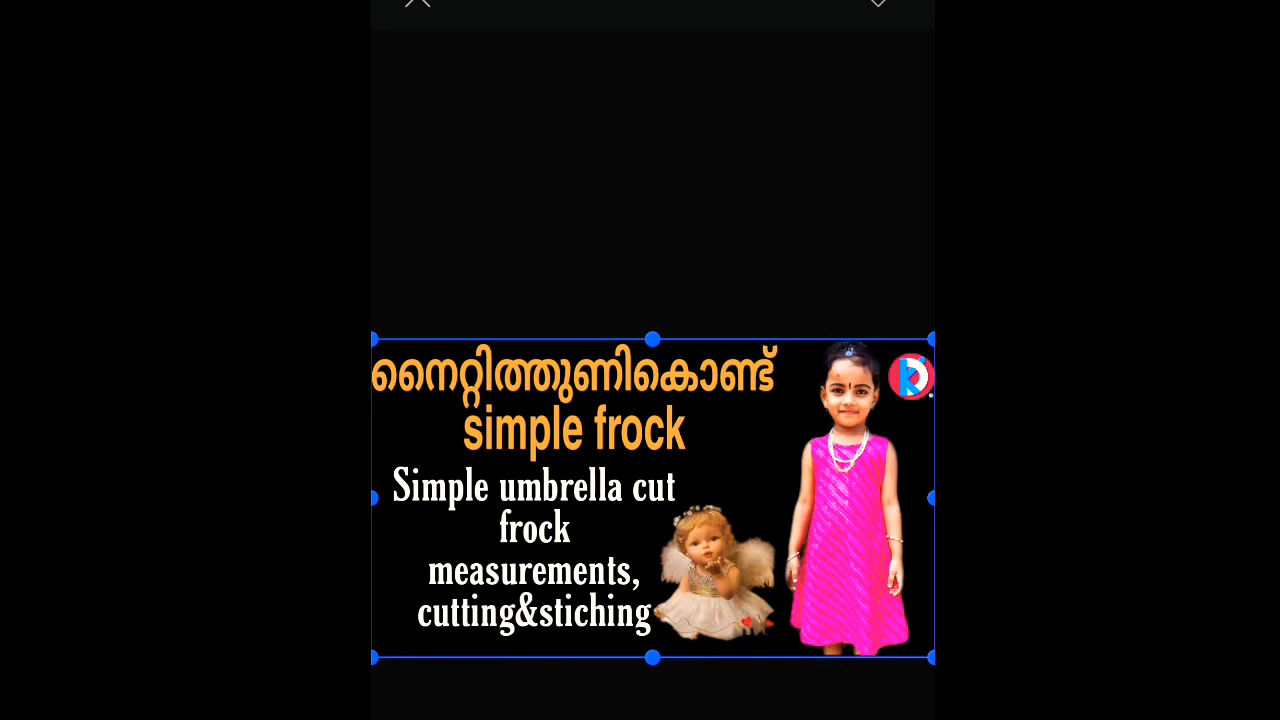 നൈറ്റിത്തുണികൊണ്ട്
simple frock
Simple umbrella cut
frock
measurements,
cutting&stiching